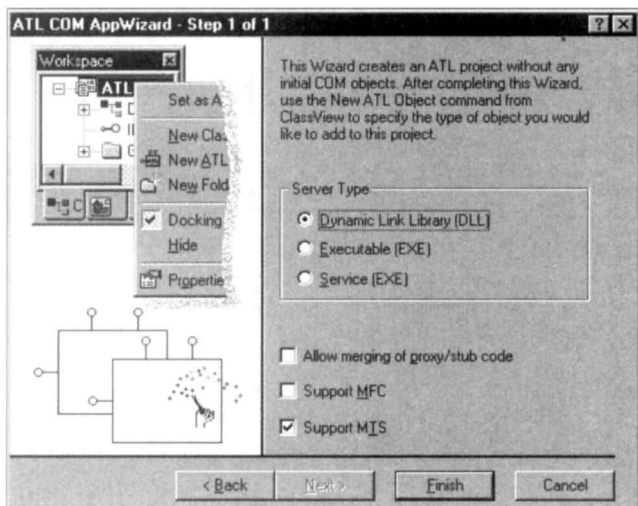 ATL COM AppWizard - Step 1 of 1
Workspace
ATL
Set as A
New Clas
New ATL
New Fold
Docking
Hide
Propertie
This Wizard creates an ATL project without any
initial COM objects. After completing this Wizard,
use the New ATL Object command from
ClassView to specify the type of object you would
like to add to this project.
Server Type
Dynamic Link Library (DLL)
Executable (EXE)
Service (EXE)
Allow merging of proxy/stub code
Support MFC
Support MTS
< Back
Next >
Finish
Cancel